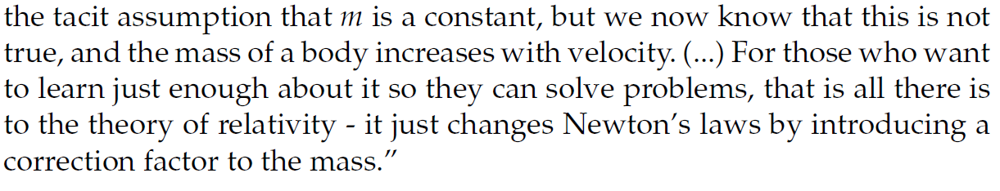 the tacit assumption that m is a constant, but we now know that this is not
true, and the mass of a body increases with velocity. (...) For those who want
to learn just enough about it so they can solve problems, that is all there is
to the theory of relativity - it just changes Newton’s laws by introducing a
correction factor to the mass.”